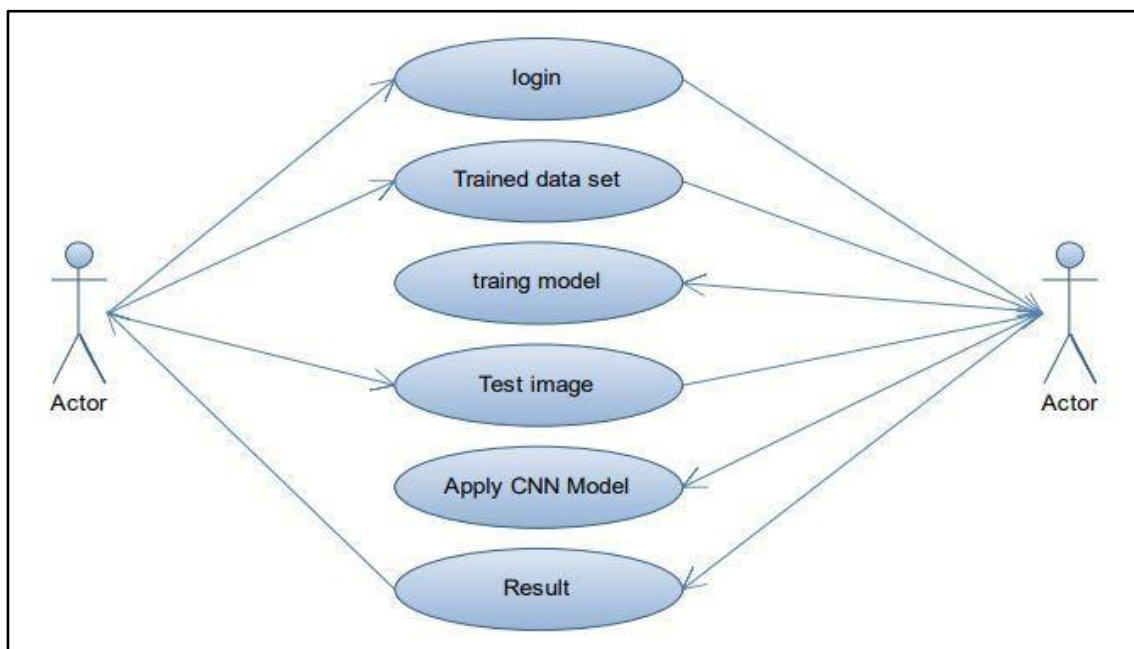 login
Trained data set
traing model
Test image
Actor
Actor
Apply CNN Model
Result